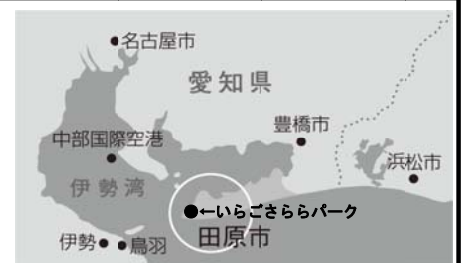 ●名古屋市
愛知県
豊橋市
中部国際空港
浜松市
伊勢湾
●←いらごさららパーク
伊勢● ●鳥羽
田原市